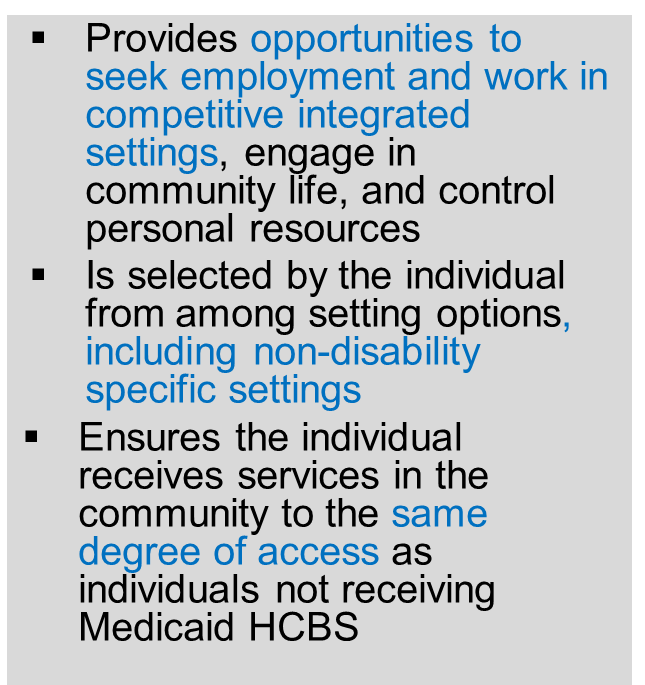 ▪ Provides opportunities to
seek employment and work in
competitive integrated
settings, engage in
community life, and control
personal resources
▪ Is selected by the individual
from among setting options,
including non-disability
specific settings
▪ Ensures the individual
receives services in the
community to the same
degree of access as
individuals not receiving
Medicaid HCBS